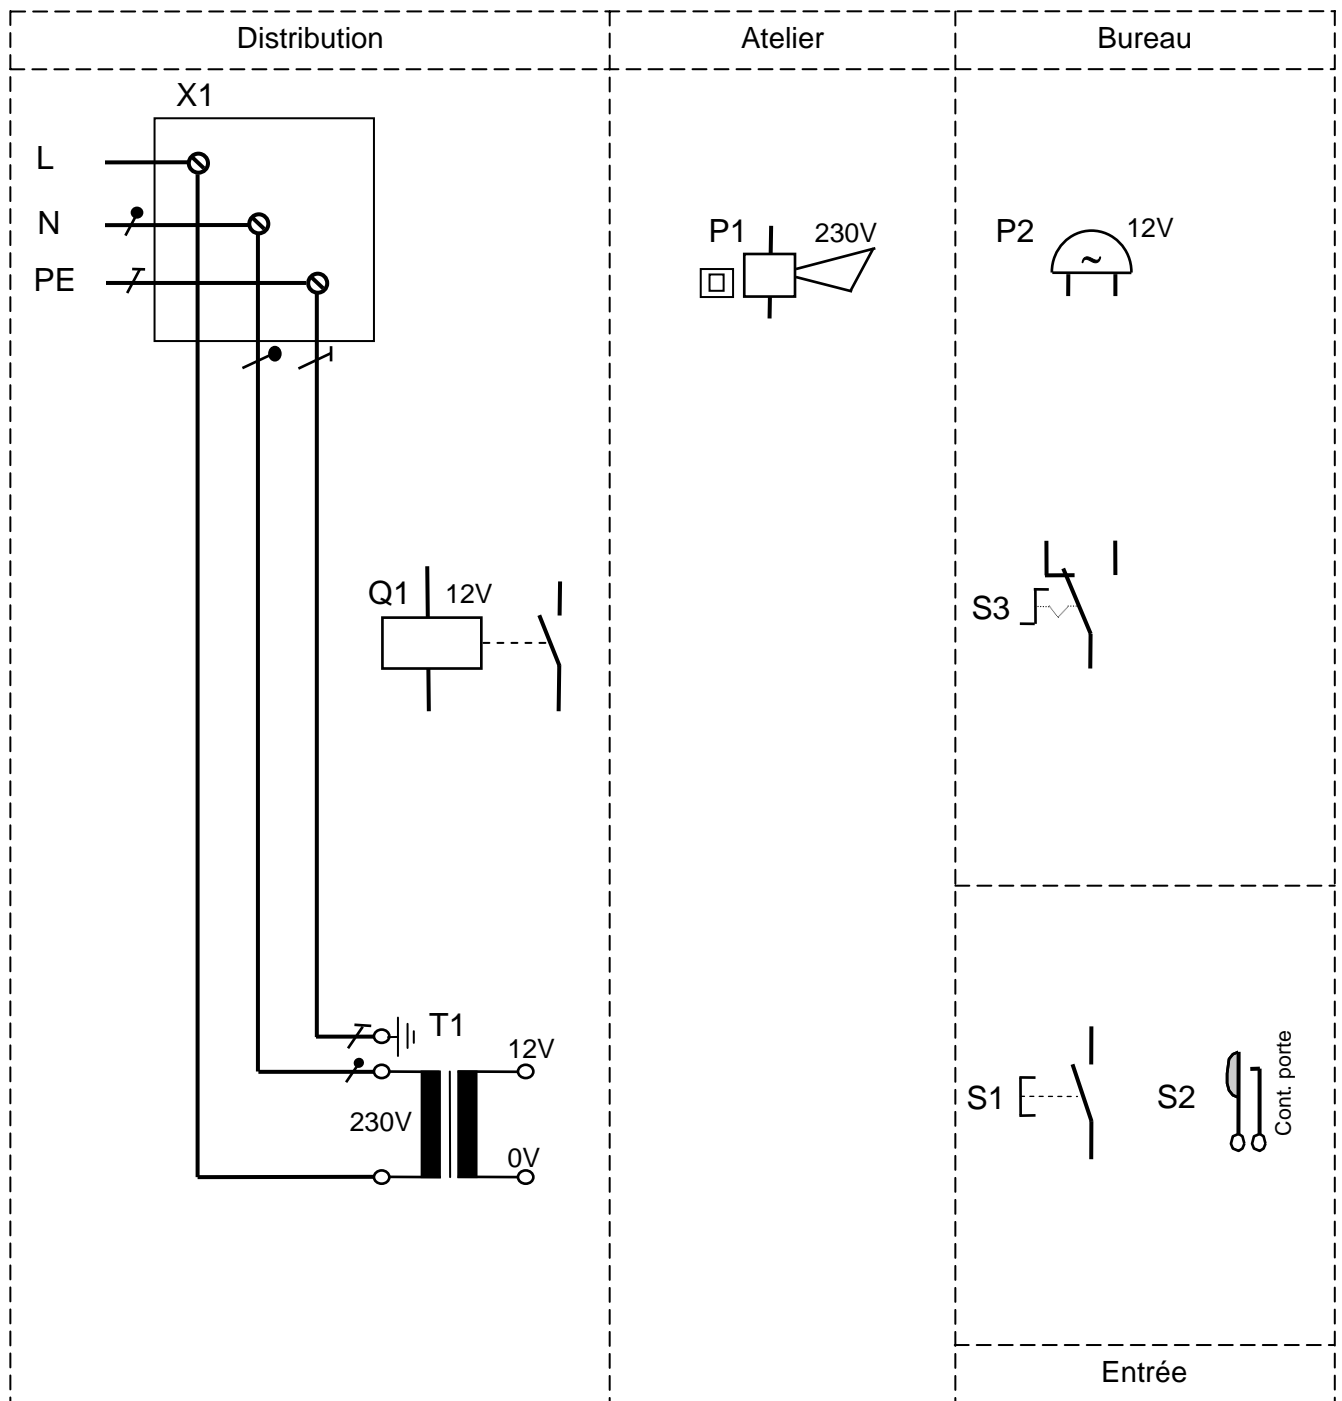 Distribution
Atelier
Bureau
X1
L
N
PE
P1
230V
P2
12V
~
Q1
12V
S3
T1
12V
230V
0V
S1
S2
Cont. porte
Entrée